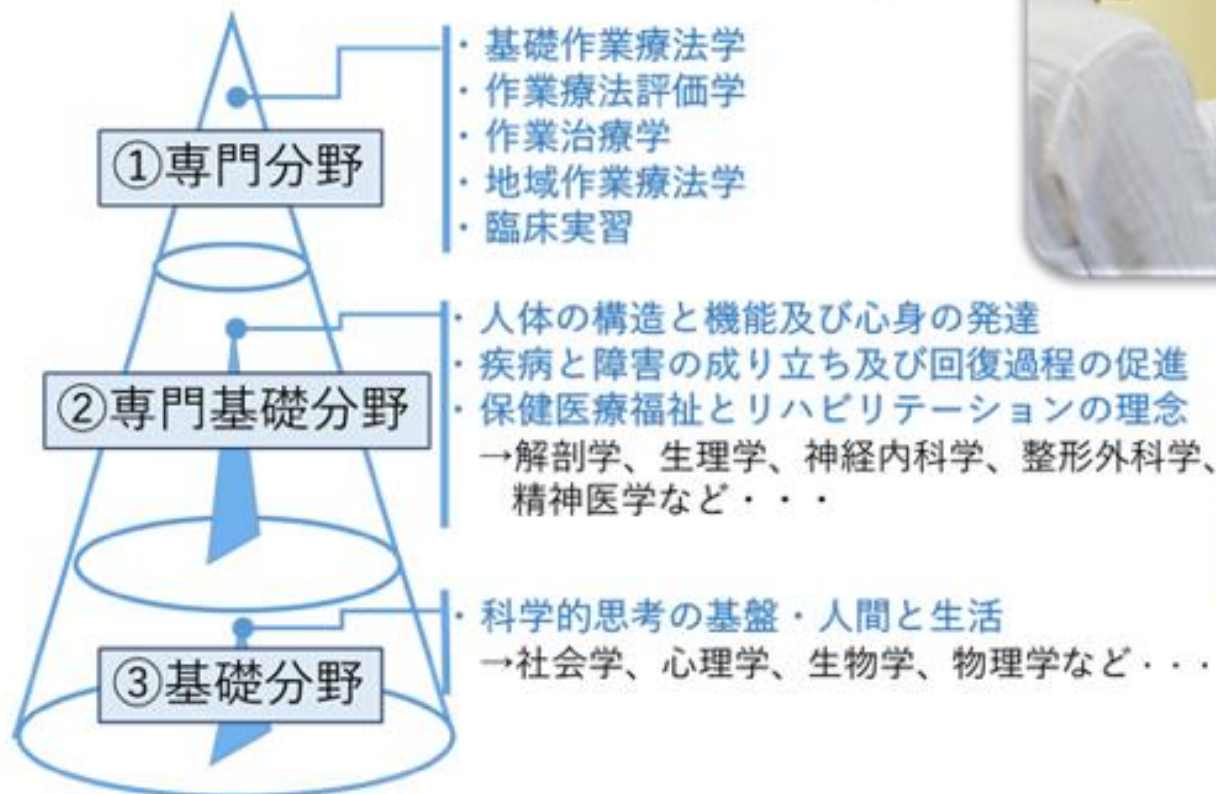 ・基礎作業療法学
・作業療法評価学
・作業治療学
・地域作業療法学
・臨床実習
①専門分野
・人体の構造と機能及び心身の発達
・疾病と障害の成り立ち及び回復過程の促進
・保健医療福祉とリハビリテーションの理念
→解剖学、生理学、神経内科学、整形外科学、
精神医学など・・・
②専門基礎分野
・科学的思考の基盤・人間と生活
→社会学、心理学、生物学、物理学など・・・
③基礎分野